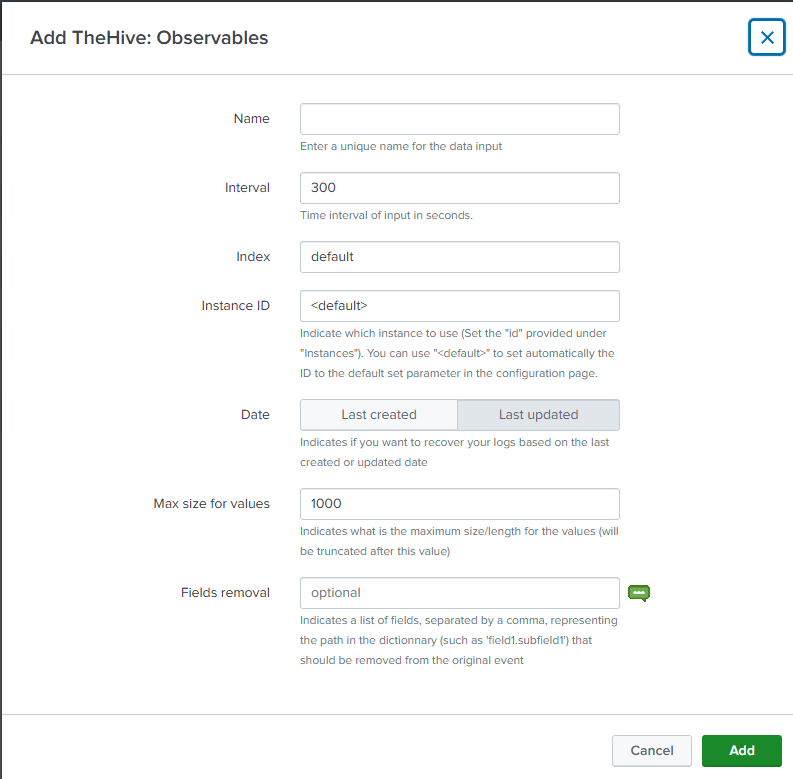 Add TheHive: Observables
Name
Enter a unique name for the data input
Interval
300
Time interval of input in seconds.
Index
default
Instance ID
<default>
Indicate which instance to use (Set the "id" provided under
"Instances"). You can use "<default>" to set automatically the
ID to the default set parameter in the configuration page.
Date
Last created
Last updated
Indicates if you want to recover your logs based on the last
created or updated date
Max size for values
1000
Indicates what is the maximum size/length for the values (will
be truncated after this value)
Fields removal
optional
Indicates a list of fields, separated by a comma, representing
the path in the dictionnary (such as 'field1.subfield1') that
should be removed from the original event
Cancel
Add